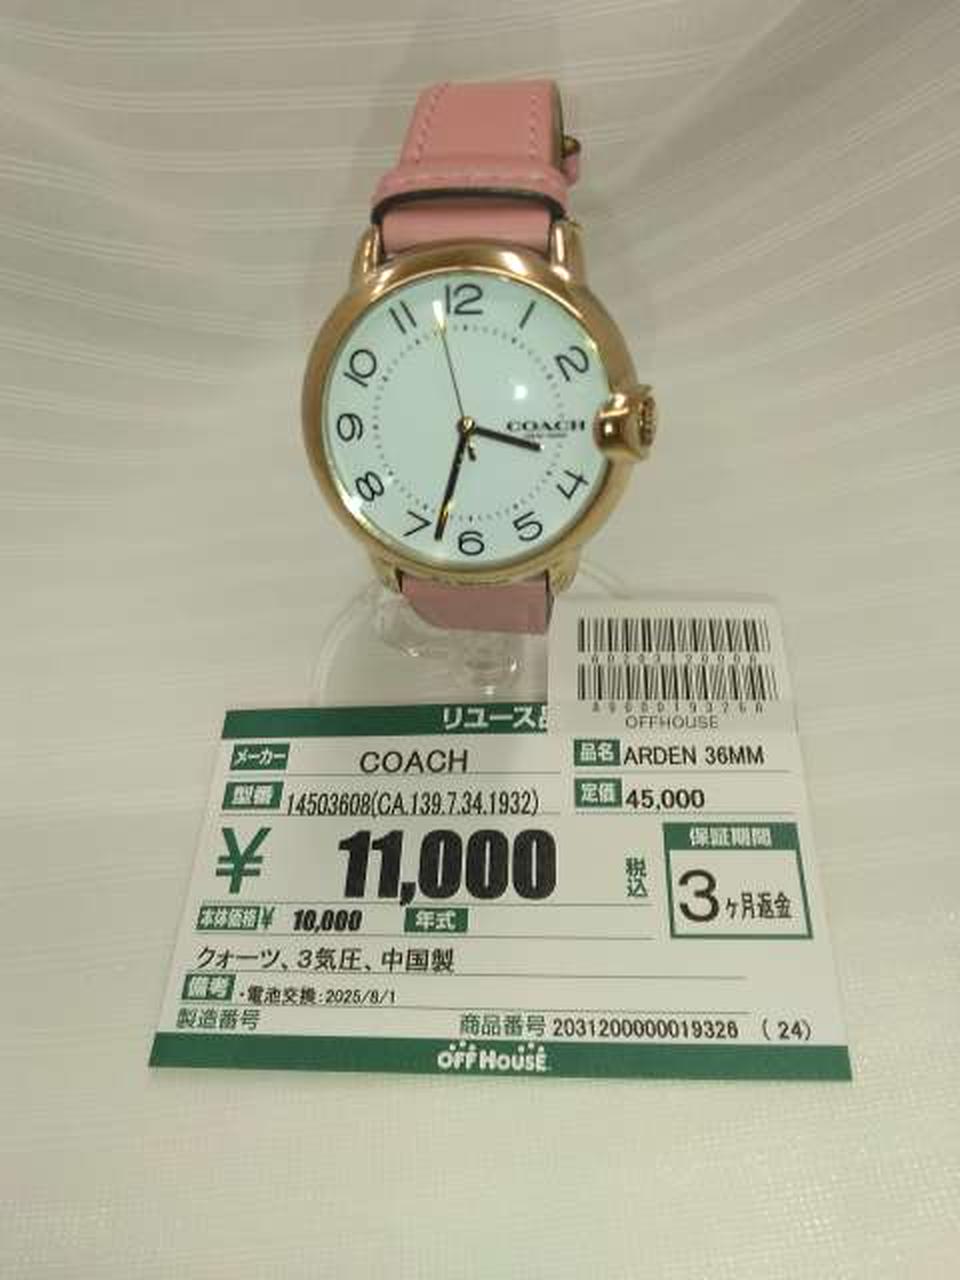 12
1
2
4
5
6
7
8
9
10
11
COACH
OFFHOUSE
リユース
メーカー COACH
品名 ARDEN 36MM
型番 14503608(CA.139.7.34.1932)
定価 45,000
¥ 11,000 税込
保証期間
3ヶ月返金
本体価格¥ 10,000 年式
クォーツ、3気圧、中国製
備考 ・電池交換:2025/8/1
製造番号 商品番号 2031200000019326 (24)
OFF HOUSE